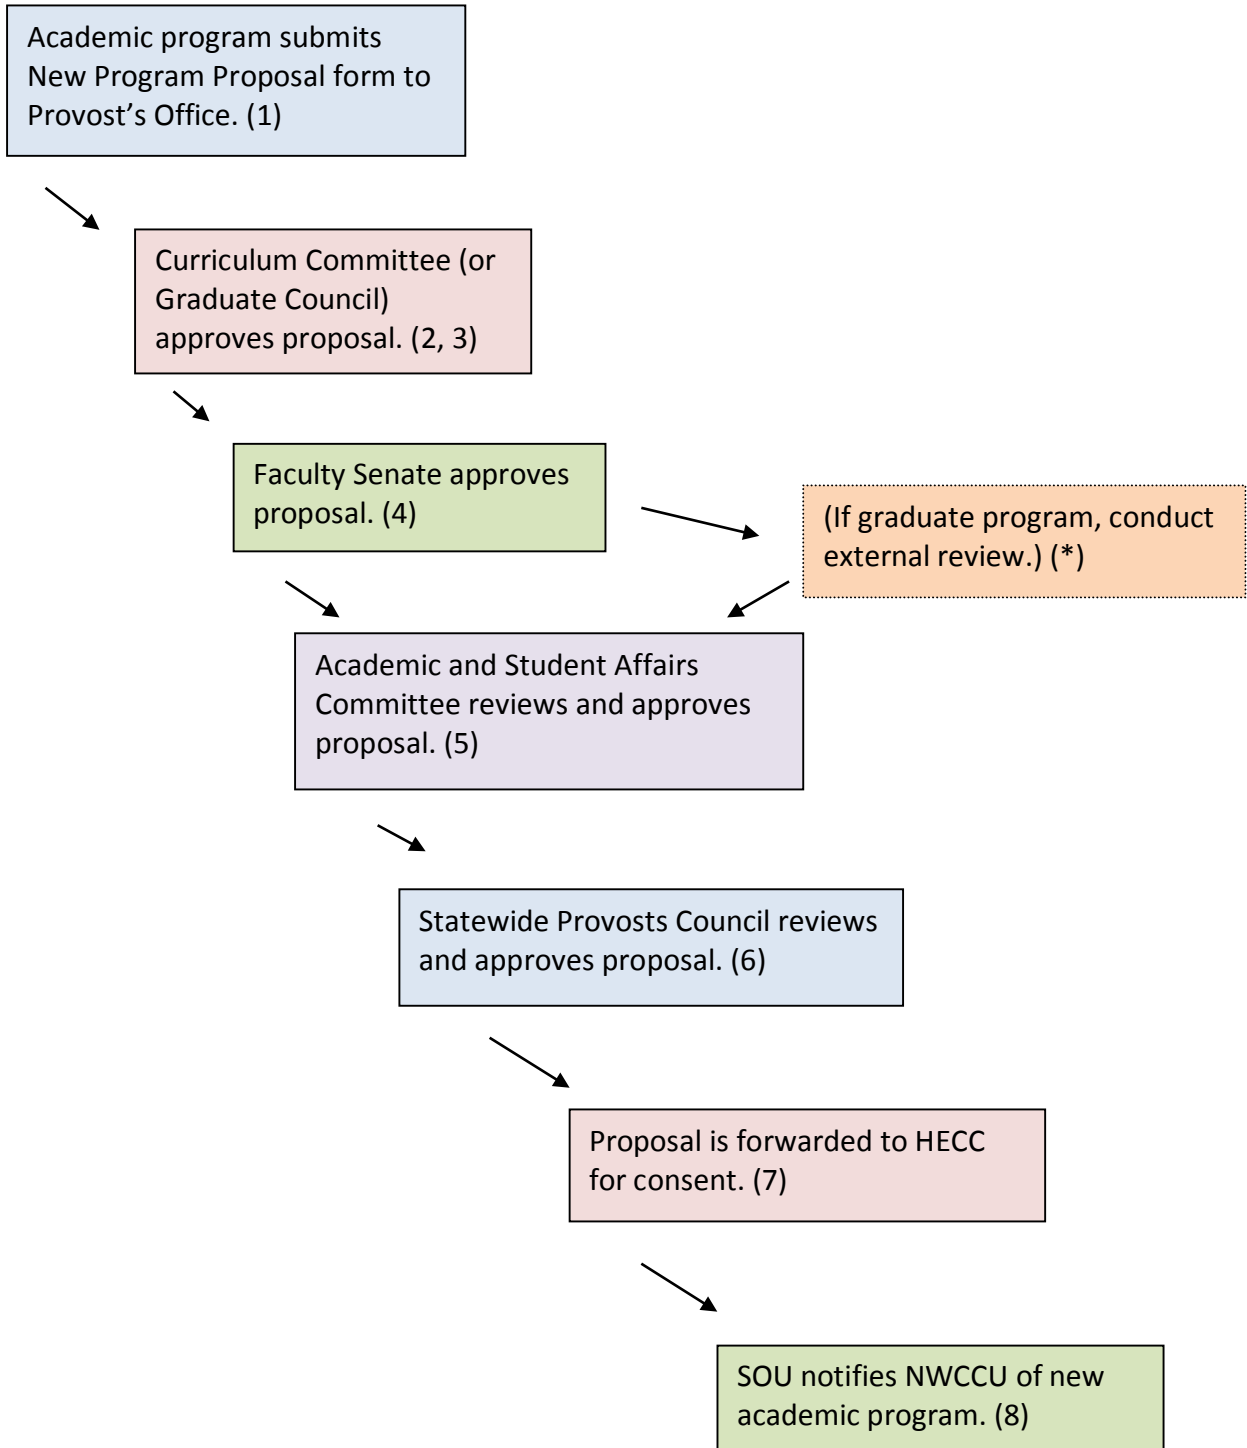 Academic program submits
New Program Proposal form to
Provost’s Office. (1)
Curriculum Committee (or
Graduate Council)
approves proposal. (2, 3)
Faculty Senate approves
proposal. (4)
(If graduate program, conduct
external review.) (*)
Academic and Student Affairs
Committee reviews and approves
proposal. (5)
Statewide Provosts Council reviews
and approves proposal. (6)
Proposal is forwarded to HECC
for consent. (7)
SOU notifies NWCCU of new
academic program. (8)